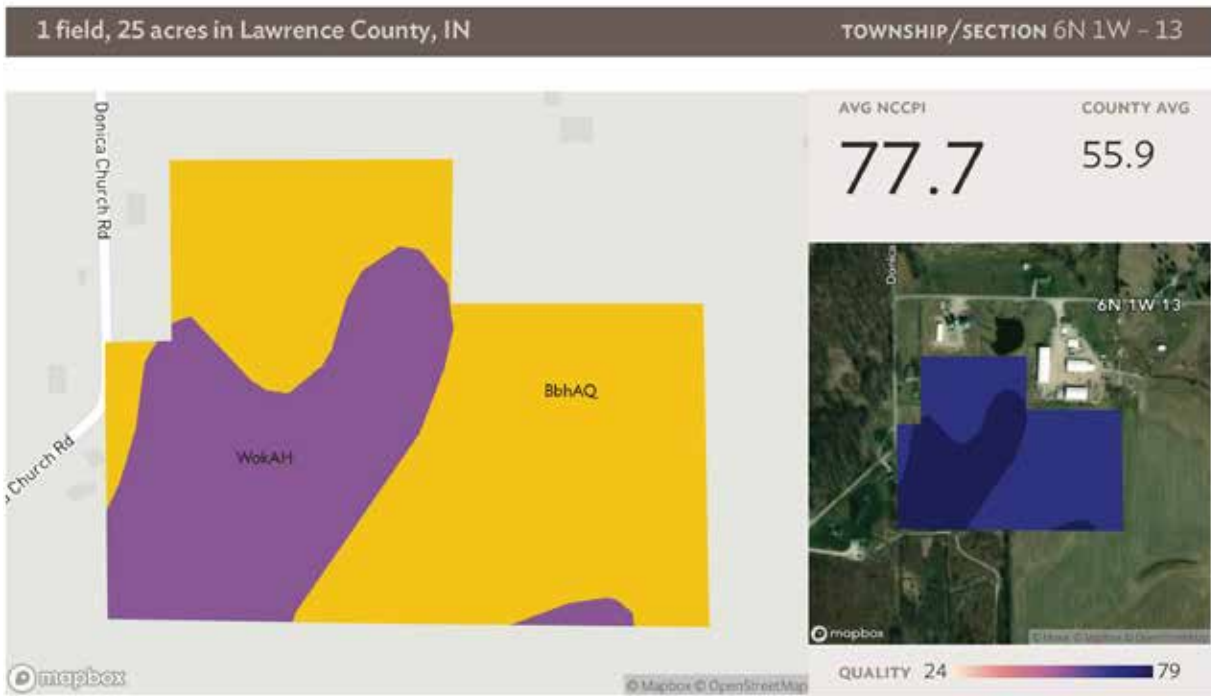 1 field, 25 acres in Lawrence County, IN
TOWNSHIP/SECTION 6N 1W – 13
AVG NCCPI
COUNTY AVG
77.7
55.9
Donica Church Rd
Church Rd
WokAH
BbhAQ
mapbox
© Mapbox © OpenStreetMap
Donica
6N 1W 13
mapbox
© Mapbox © OpenStreetMap
QUALITY 24
79